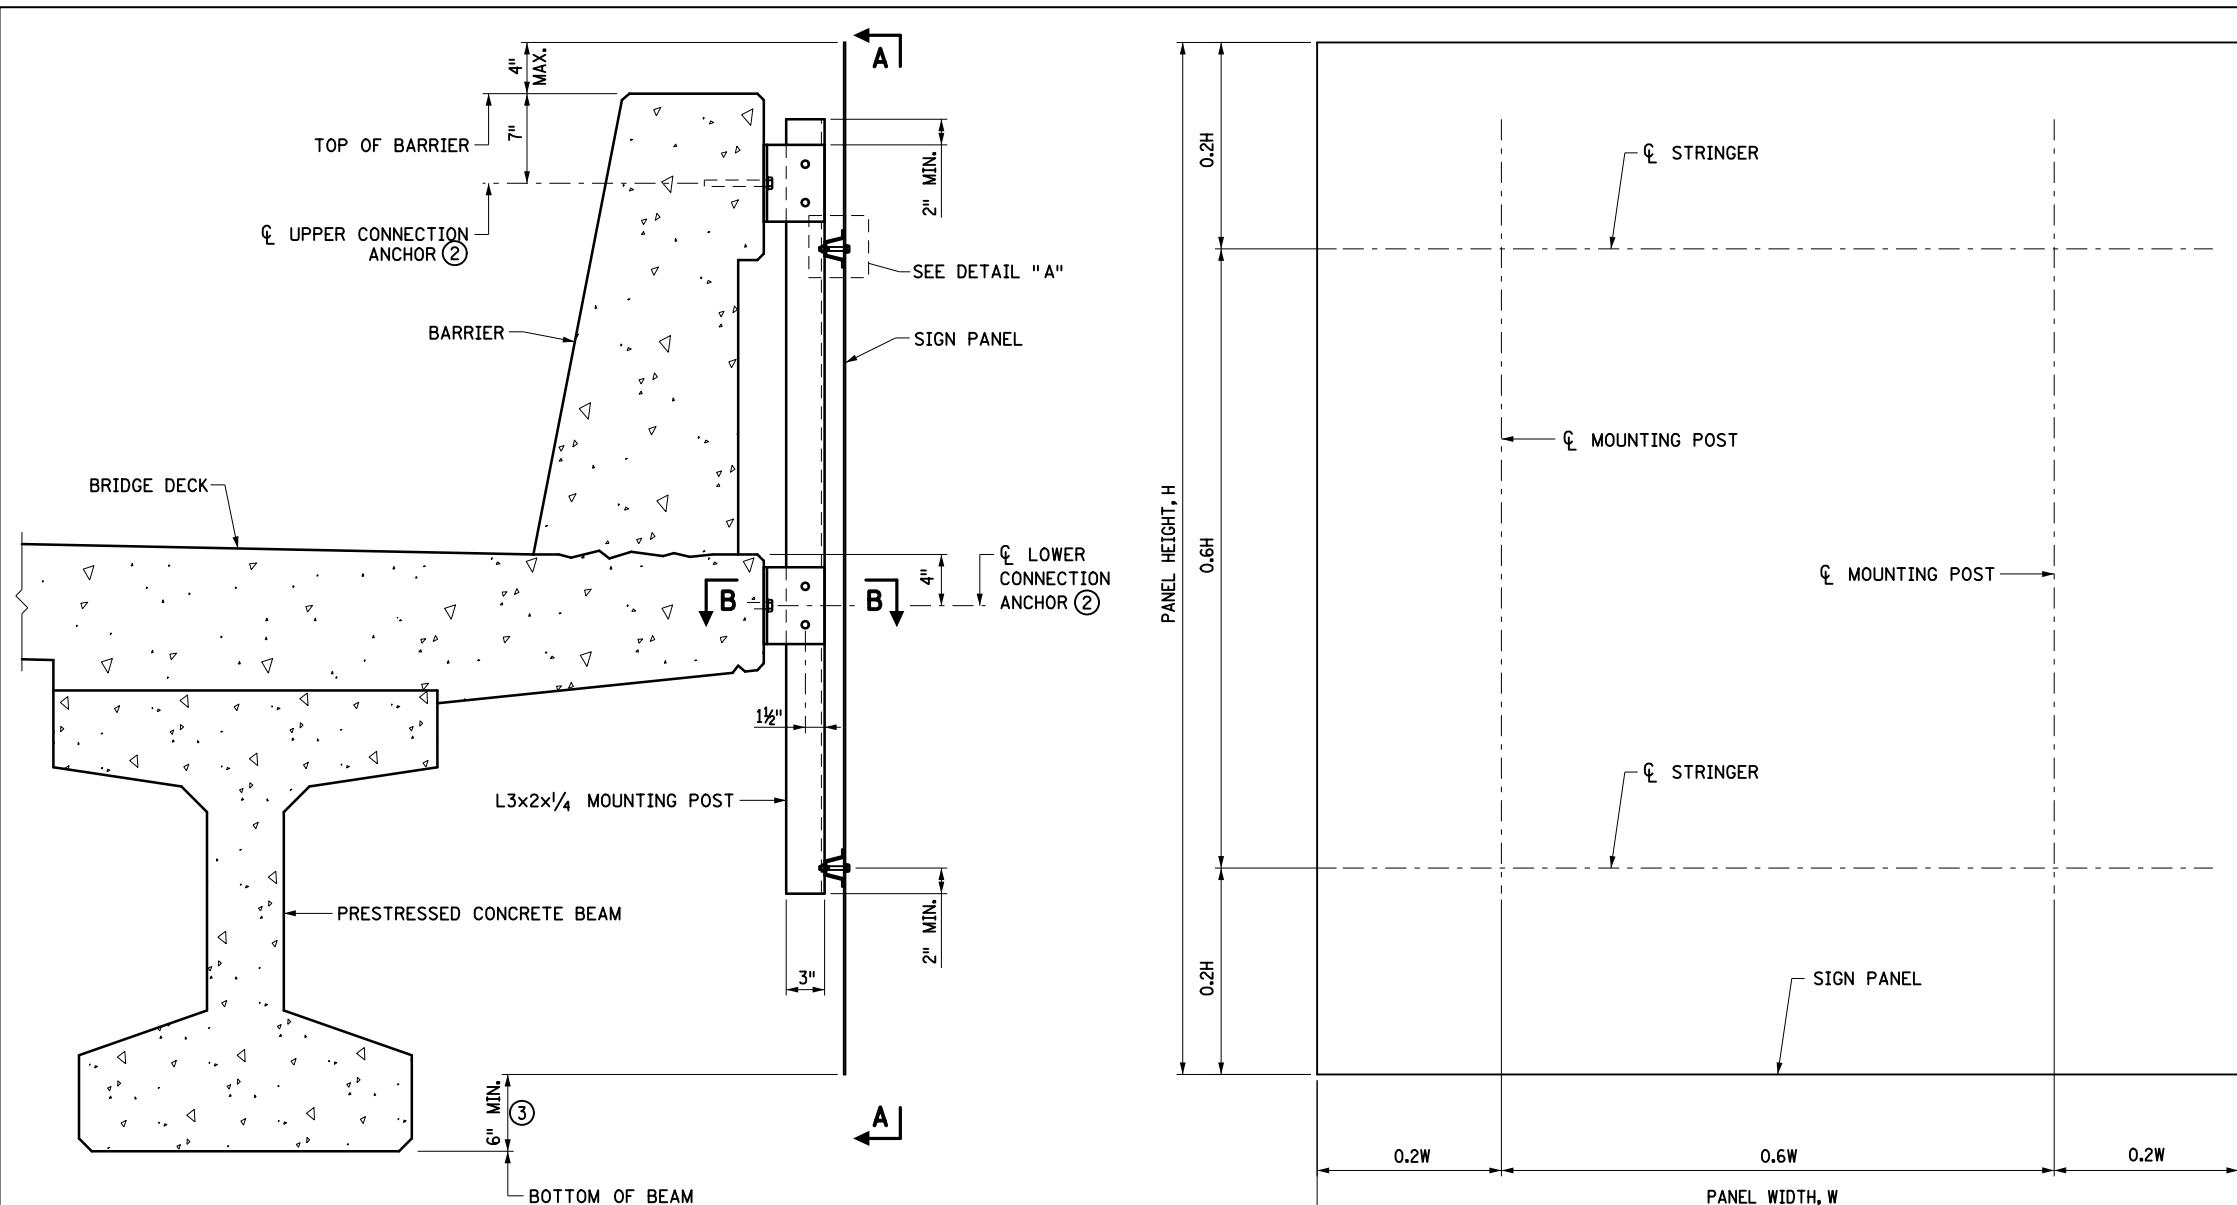 4"
MAX.
A
TOP OF BARRIER
7"
2" MIN.
℄ UPPER CONNECTION
ANCHOR ②
SEE DETAIL "A"
BARRIER
SIGN PANEL
BRIDGE DECK
B
B
4"
℄ LOWER
CONNECTION
ANCHOR ②
1½"
L3x2x1/4 MOUNTING POST
PRESTRESSED CONCRETE BEAM
2" MIN.
3"
6" MIN.
③
A
BOTTOM OF BEAM
PANEL HEIGHT, H
0.2H
0.6H
0.2H
℄ STRINGER
℄ MOUNTING POST
℄ MOUNTING POST
℄ STRINGER
SIGN PANEL
0.2W
0.6W
0.2W
PANEL WIDTH, W